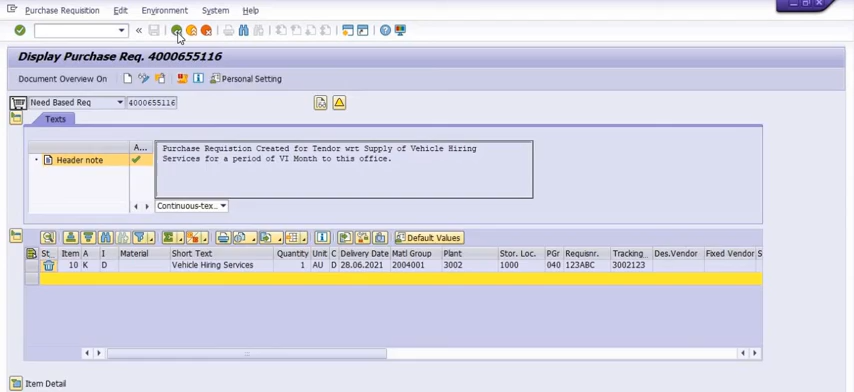 Purchase Requisition Edit Environment System Help
Display Purchase Req. 4000655116
Document Overview On Personal Setting
Need Based Req 4000655116
Texts
A...
Header note
Purchase Requistion Created for Tendor wrt Supply of Vehicle Hiring
Services for a period of VI Month to this office.
Continuous-tex...
Default Values
St... Item A I Material Short Text Quantity Unit C Delivery Date Matl Group Plant Stor. Loc. PGr Requisnr. Tracking Des.Vendor Fixed Vendor S
10 K D Vehicle Hiring Services 1 AU D 28.06.2021 2004001 3002 1000 040 123ABC 3002123
Item Detail